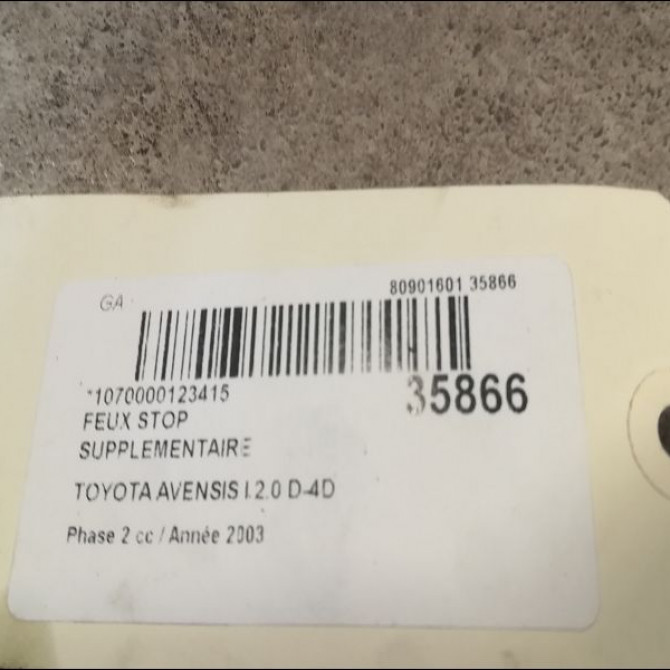 80901601 35866
GA
*1070000123415
35866
FEUX STOP
SUPPLEMENTAIRE
TOYOTA AVENSIS I 2.0 D-4D
Phase 2 cc / Année 2003